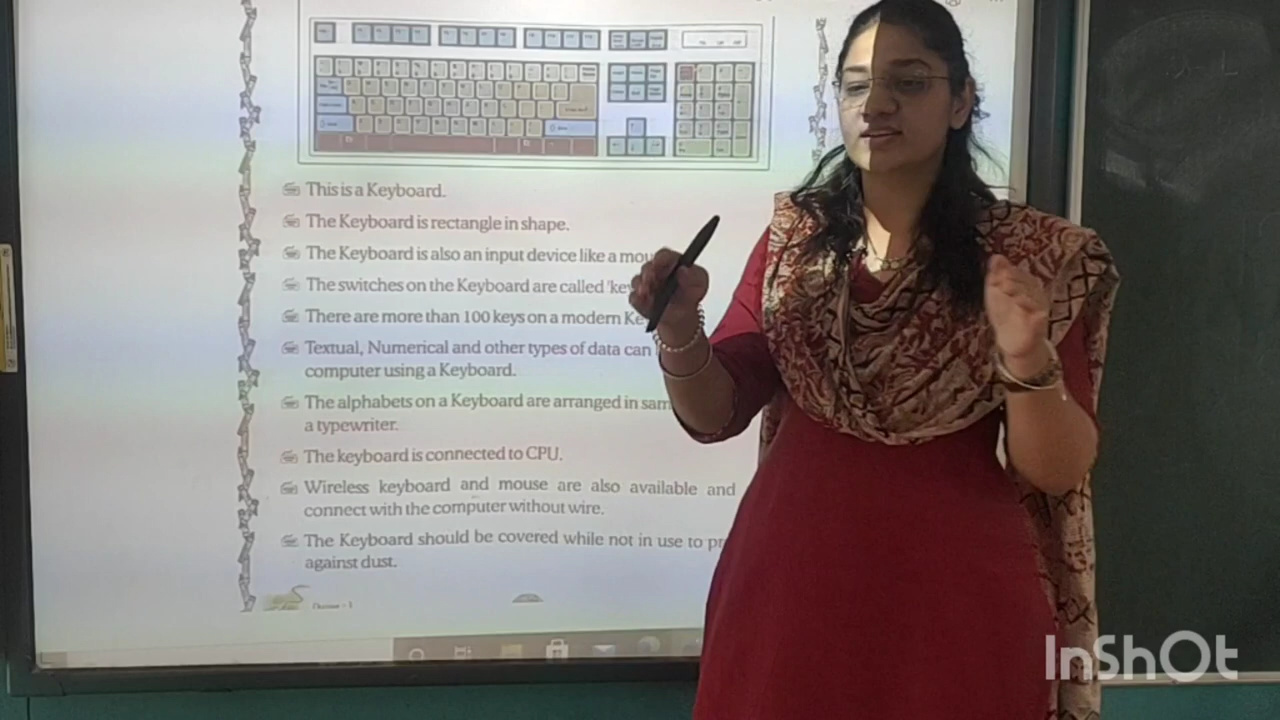 This is a Keyboard.
The Keyboard is rectangle in shape.
The Keyboard is also an input device like a mou
The switches on the Keyboard are called 'key
There are more than 100 keys on a modern Ke
Textual, Numerical and other types of data can
computer using a Keyboard.
The alphabets on a Keyboard are arranged in sam
a typewriter.
The keyboard is connected to CPU.
Wireless keyboard and mouse are also available and
connect with the computer without wire.
The Keyboard should be covered while not in use to pr
against dust.
InShOt